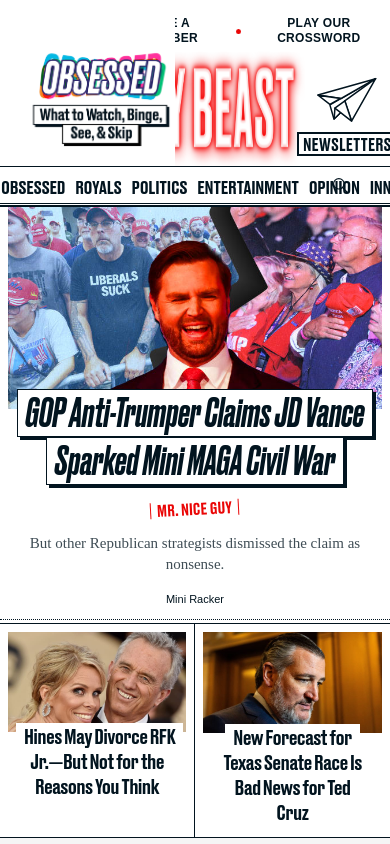 E A
BER
PLAY OUR
CROSSWORD
OBSESSED
What to Watch, Binge,
See, & Skip
Y BEAST
NEWSLETTERS
OBSESSED ROYALS POLITICS ENTERTAINMENT OPINION INN
LIBERALS
SUCK
GOP Anti-Trumper Claims JD Vance
Sparked Mini MAGA Civil War
MR. NICE GUY
But other Republican strategists dismissed the claim as
nonsense.
Mini Racker
Hines May Divorce RFK
Jr.—But Not for the
Reasons You Think
New Forecast for
Texas Senate Race Is
Bad News for Ted
Cruz